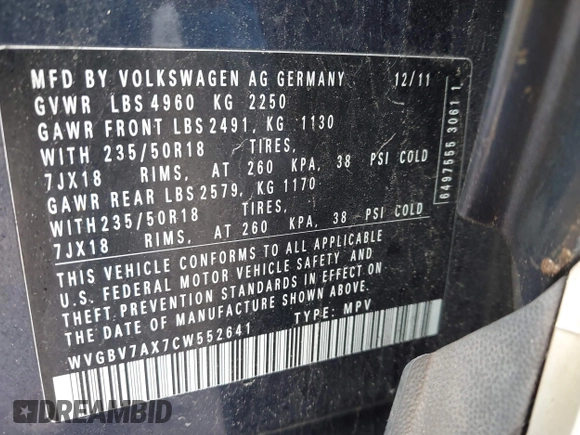 MFD BY VOLKSWAGEN AG GERMANY 12/11
GVWR LBS 4960 KG 2250
GAWR FRONT LBS 2491, KG 1130
WITH 235/50R18 TIRES,
7JX18 RIMS, AT 260 KPA, 38 PSI COLD
GAWR REAR LBS 2579, KG 1170
WITH 235/50R18 TIRES,
7JX18 RIMS, AT 260 KPA, 38 PSI COLD
THIS VEHICLE CONFORMS TO ALL APPLICABLE
U.S. FEDERAL MOTOR VEHICLE SAFETY AND
THEFT PREVENTION STANDARDS IN EFFECT ON
THE DATE OF MANUFACTURE SHOWN ABOVE.
WVGBV7AX7CW552641 TYPE: MPV
6497555 3061 1
DREAMBID